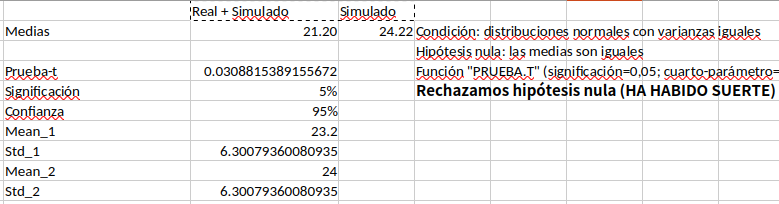 Real + Simulado Simulado
Medias 21.20 24.22 Condición: distribuciones normales con varianzas iguales
Hipótesis nula: las medias son iguales
Prueba-t 0.0308815389155672 Función "PRUEBA.T" (significación=0,05; cuarto-parámetro=
Significación 5% Rechazamos hipótesis nula (HA HABIDO SUERTE)
Confianza 95%
Mean_1 23.2
Std_1 6.30079360080935
Mean_2 24
Std_2 6.30079360080935